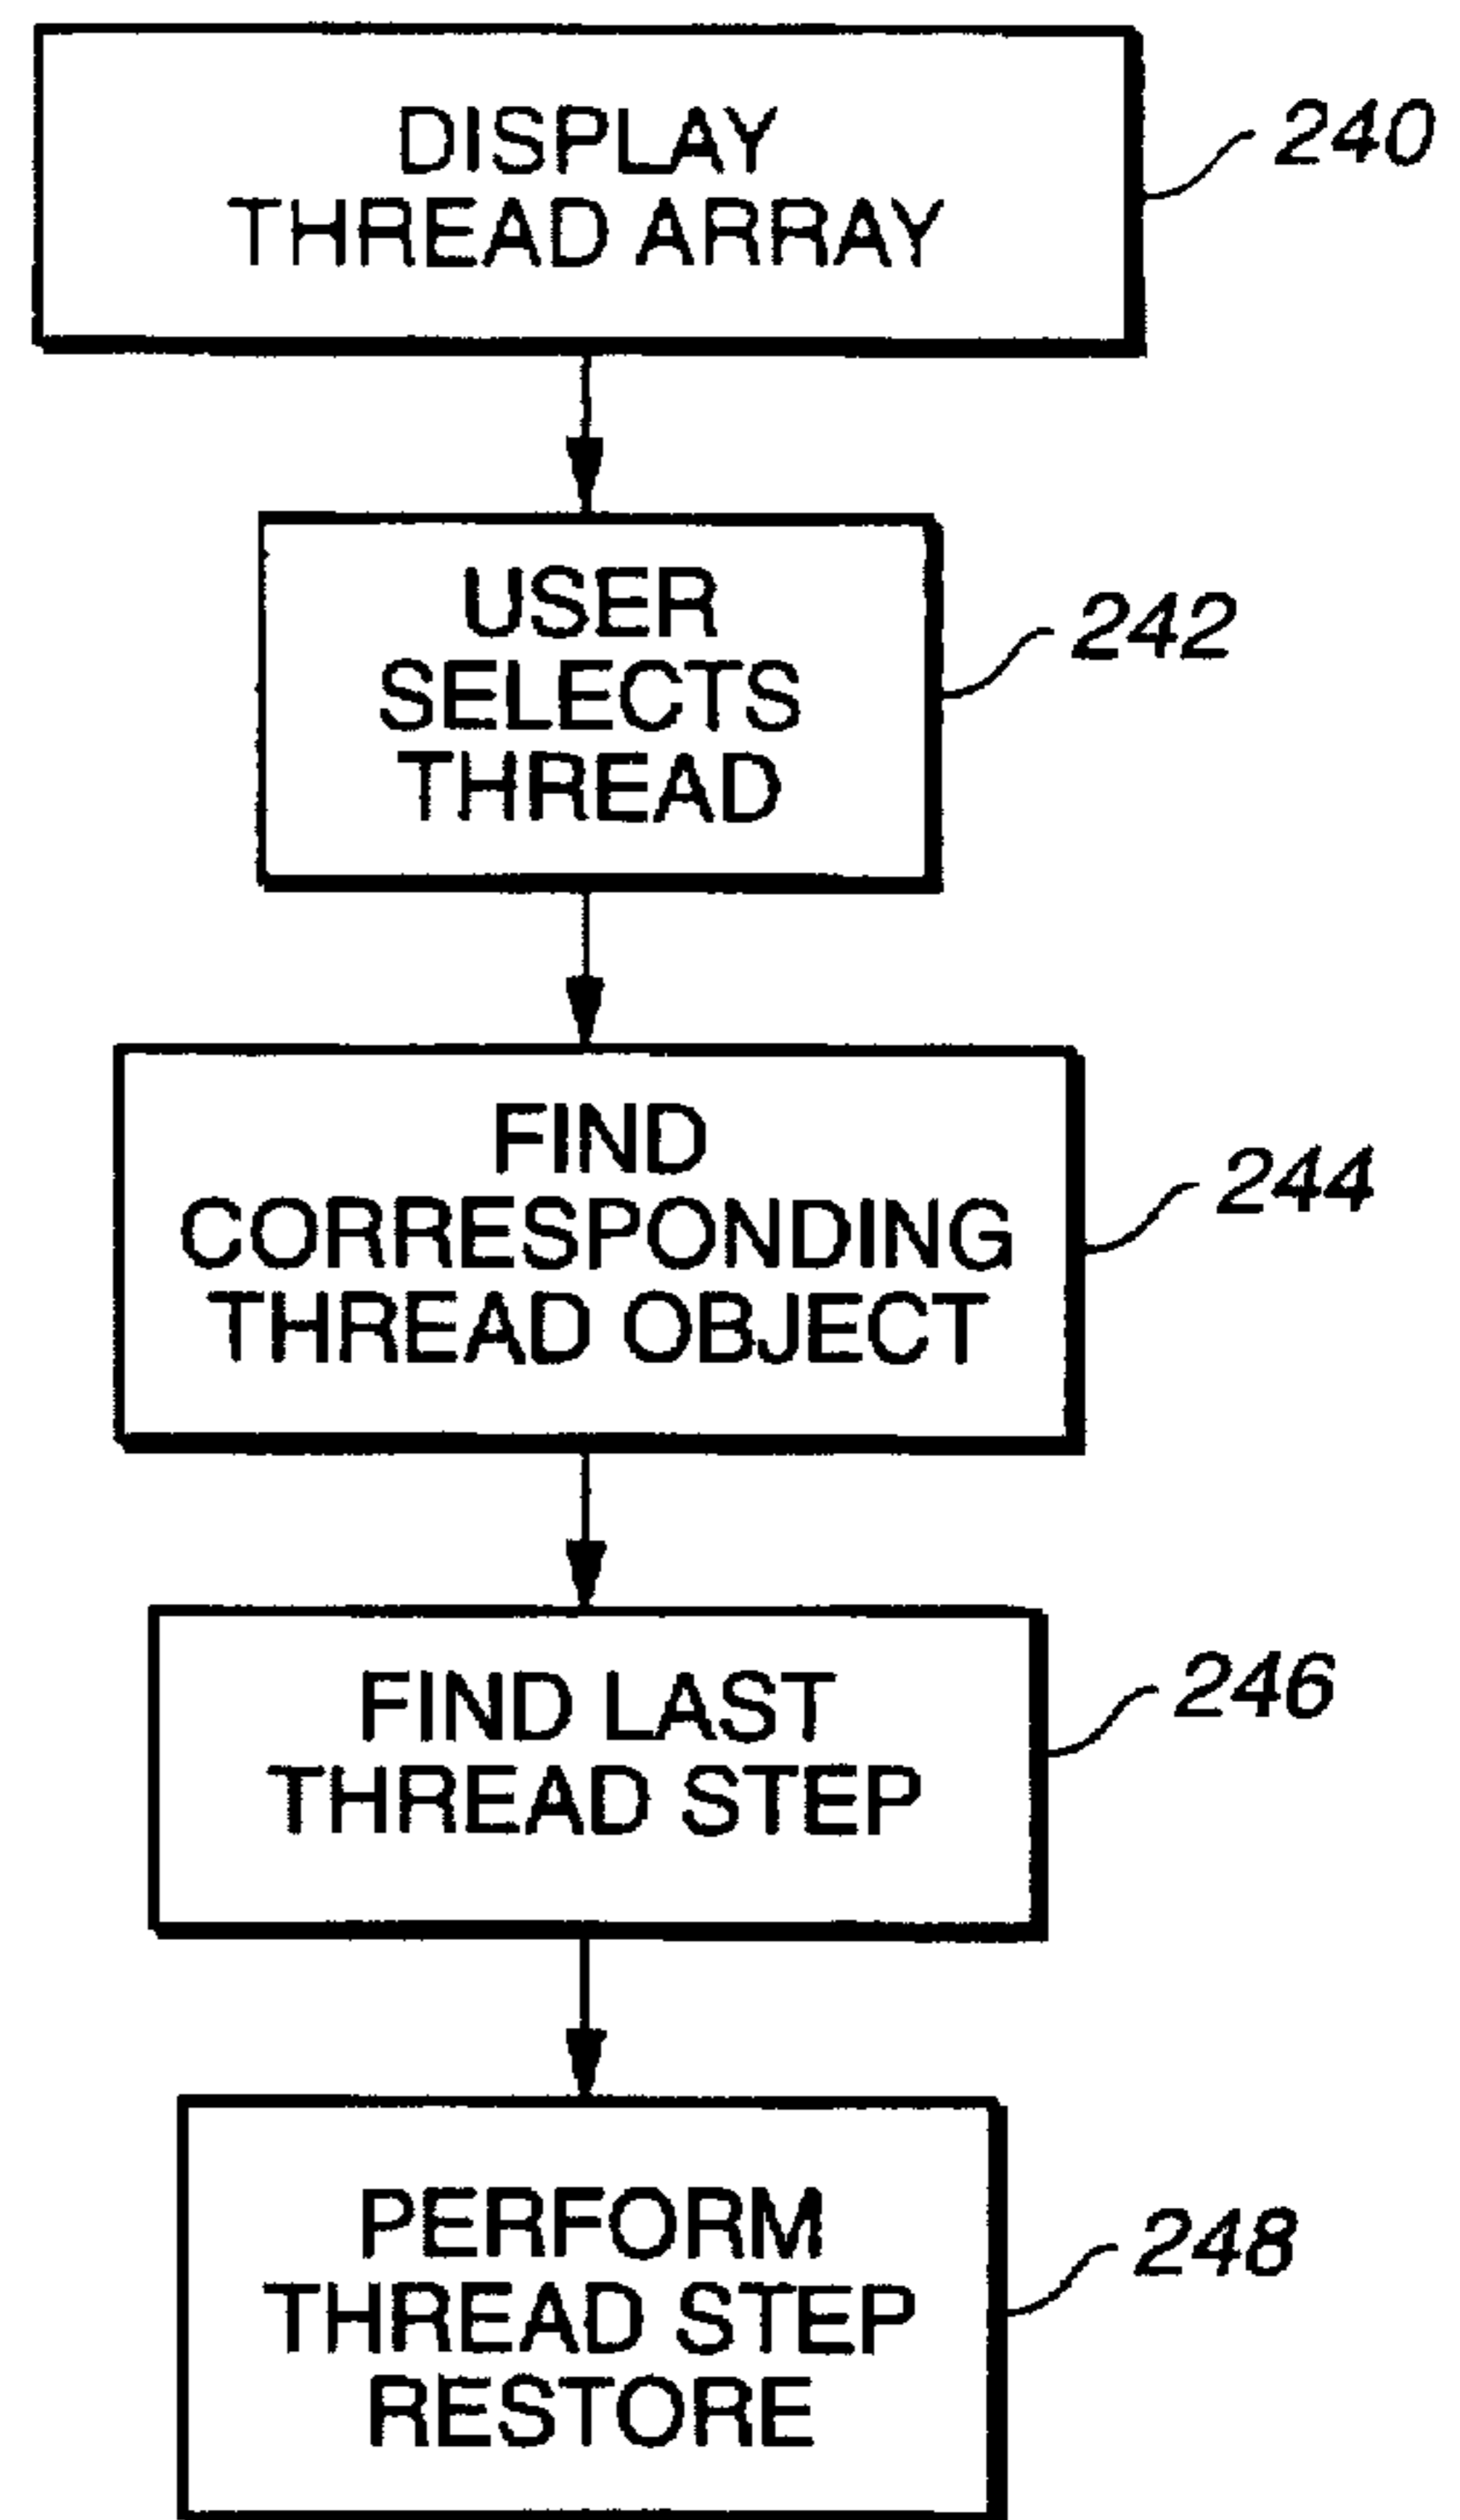 DISPLAY
THREAD ARRAY
240
USER
SELECTS
THREAD
242
FIND
CORRESPONDING
THREAD OBJECT
244
FIND LAST
THREAD STEP
246
PERFORM
THREAD STEP
RESTORE
248